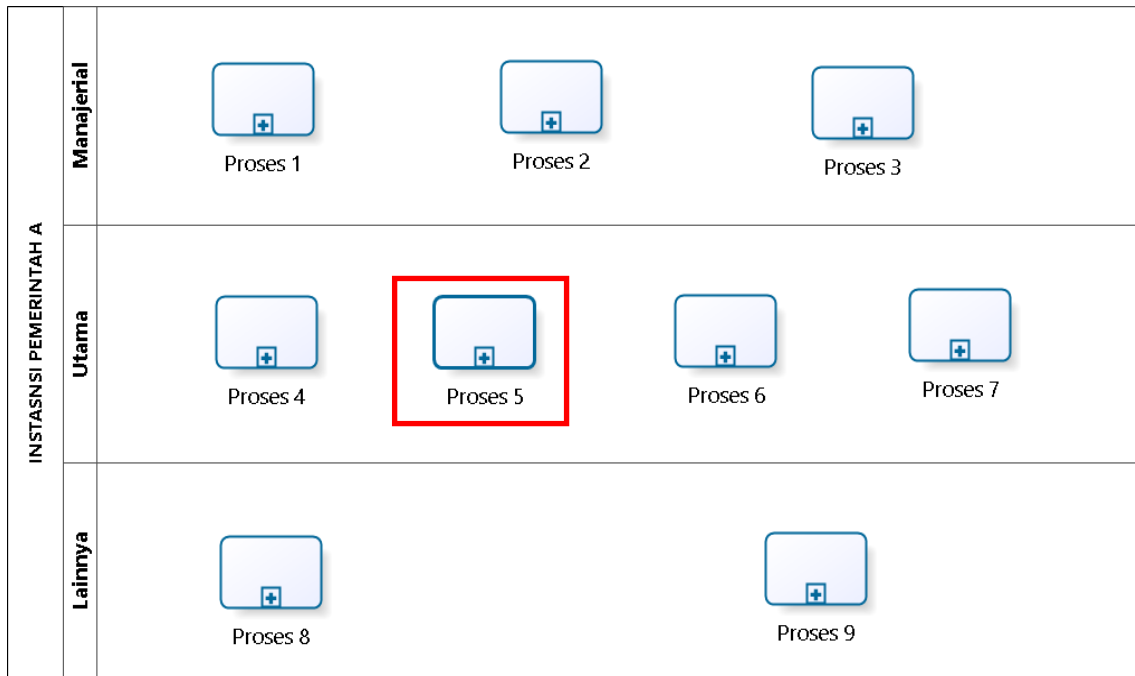 INSTASNSI PEMERINTAH A
Manajerial
Proses 1
Proses 2
Proses 3
Utama
Proses 4
Proses 5
Proses 6
Proses 7
Lainnya
Proses 8
Proses 9